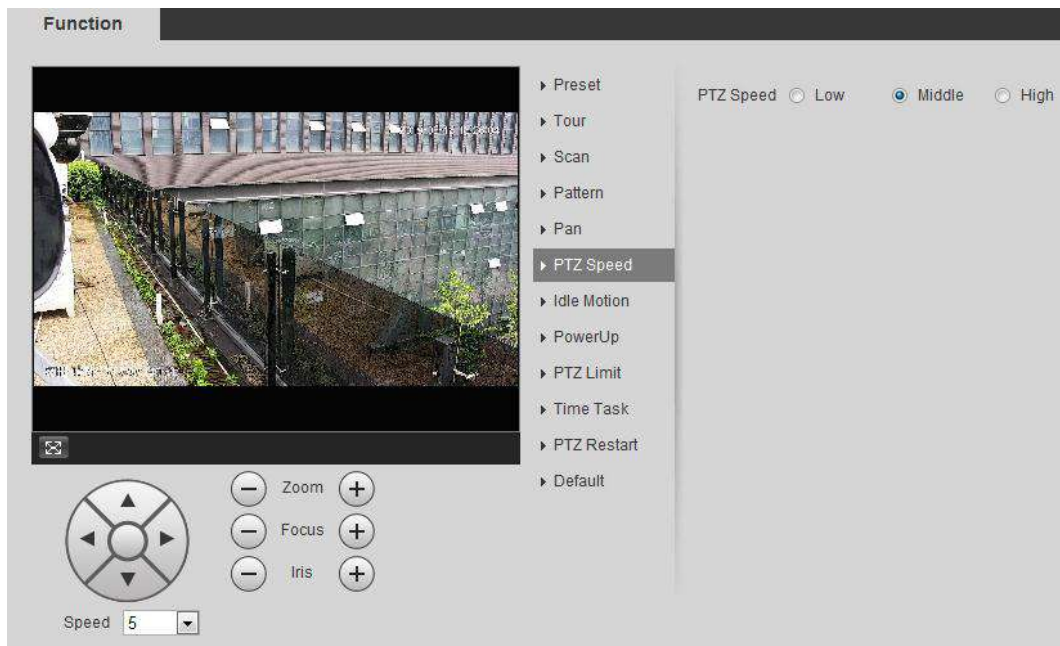 Function
Preset
Tour
Scan
Pattern
Pan
PTZ Speed
Idle Motion
PowerUp
PTZ Limit
Time Task
PTZ Restart
Default
PTZ Speed Low Middle High
Zoom
Focus
Iris
Speed 5